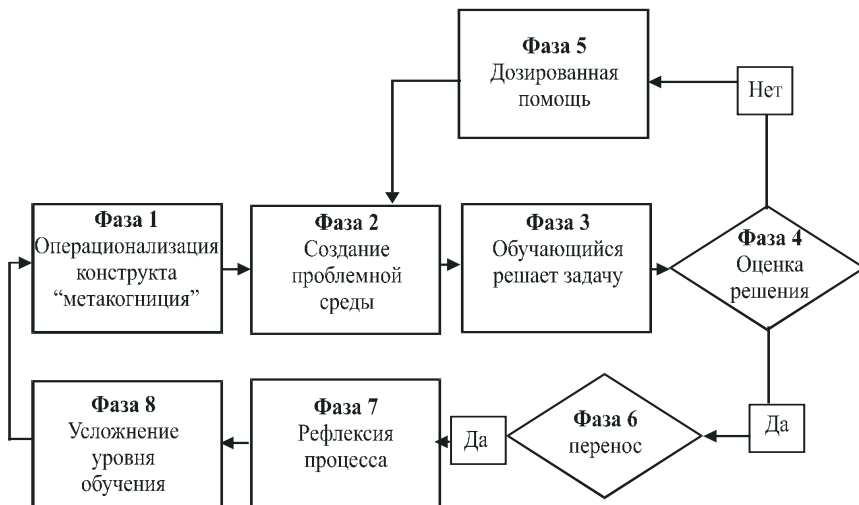 Фаза 5
Дозированная
помощь
Нет
Фаза 1
Операционализация
конструкта
“метакогниция”
Фаза 2
Создание
проблемной
среды
Фаза 3
Обучающийся
решает задачу
Фаза 4
Оценка
решения
Фаза 8
Усложнение
уровня
обучения
Фаза 7
Рефлексия
процесса
Да
Фаза 6
перенос
Да